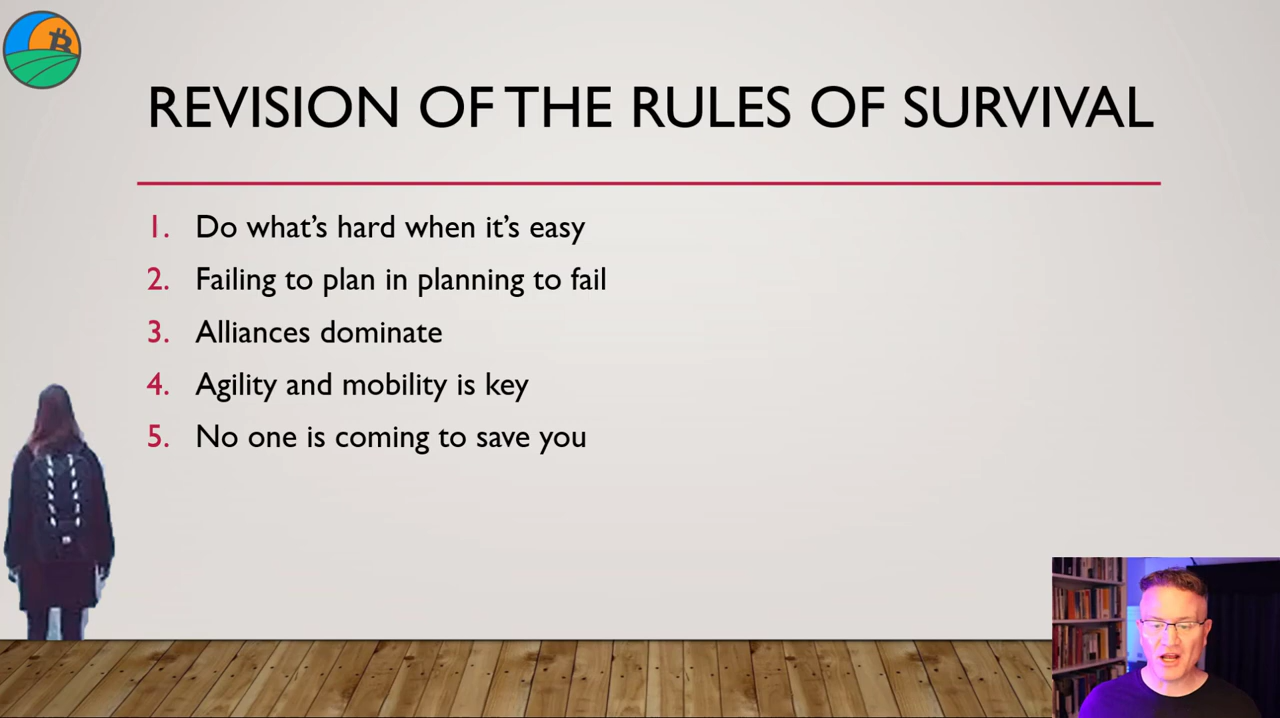 REVISION OF THE RULES OF SURVIVAL
1. Do what's hard when it's easy
2. Failing to plan in planning to fail
3. Alliances dominate
4. Agility and mobility is key
5. No one is coming to save you